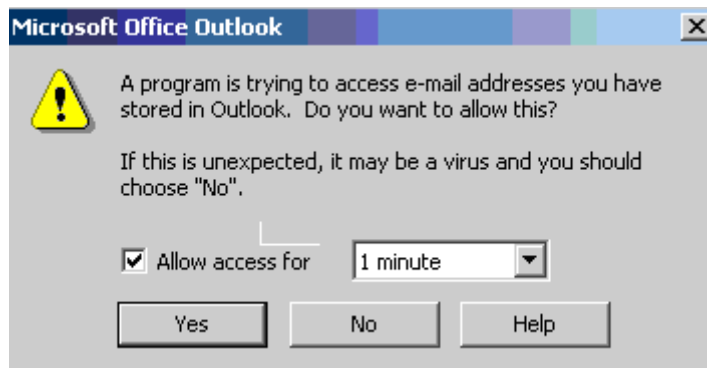 Microsoft Office Outlook
A program is trying to access e-mail addresses you have
stored in Outlook. Do you want to allow this?
If this is unexpected, it may be a virus and you should
choose "No".
Allow access for 1 minute
Yes No Help